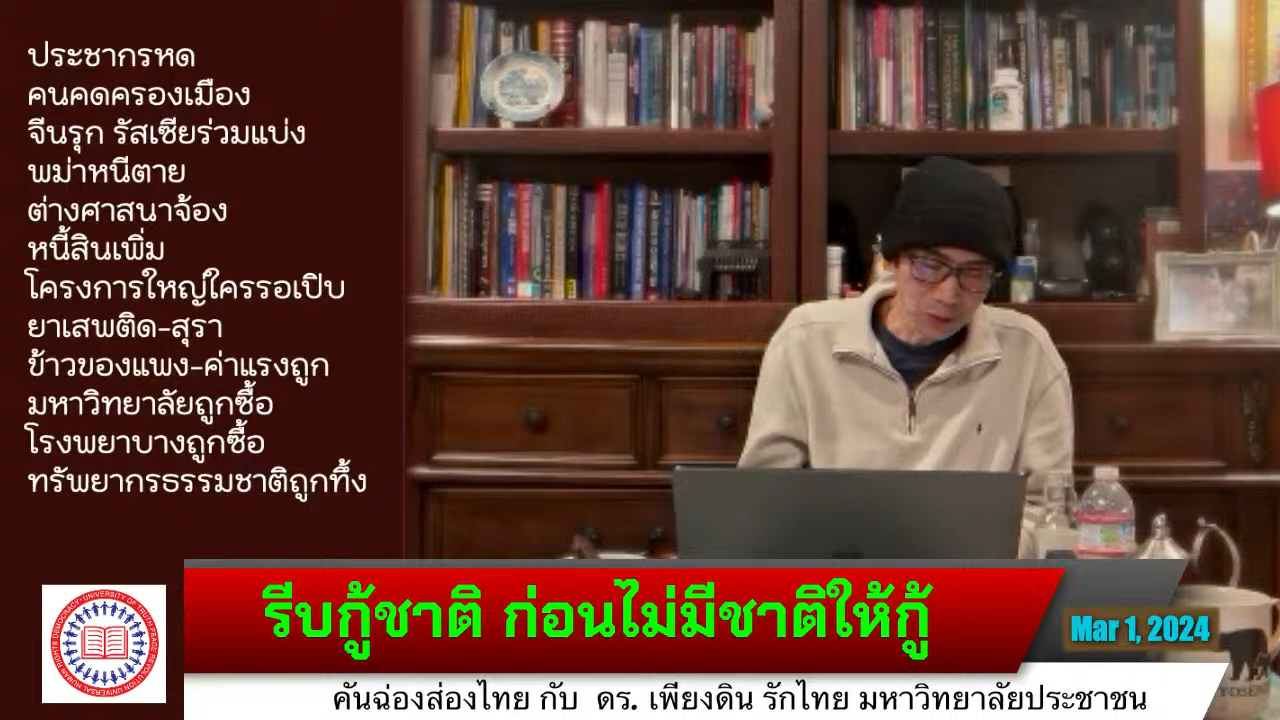 ประชากรหด
คนคดครองเมือง
จีนรุก รัสเซียร่วมแบ่ง
พม่าหนีตาย
ต่างศาสนาจ้อง
หนี้สินเพิ่ม
โครงการใหญ่ใครรอเปิบ
ยาเสพติด-สุรา
ข้าวของแพง-ค่าแรงถูก
มหาวิทยาลัยถูกซื้อ
โรงพยาบางถูกซื้อ
ทรัพยากรธรรมชาติถูกทึ้ง
รีบกู้ชาติ ก่อนไม่มีชาติให้กู้
Mar 1, 2024
คันฉ่องส่องไทย กับ ดร. เพียงดิน รักไทย มหาวิทยาลัยประชาชน